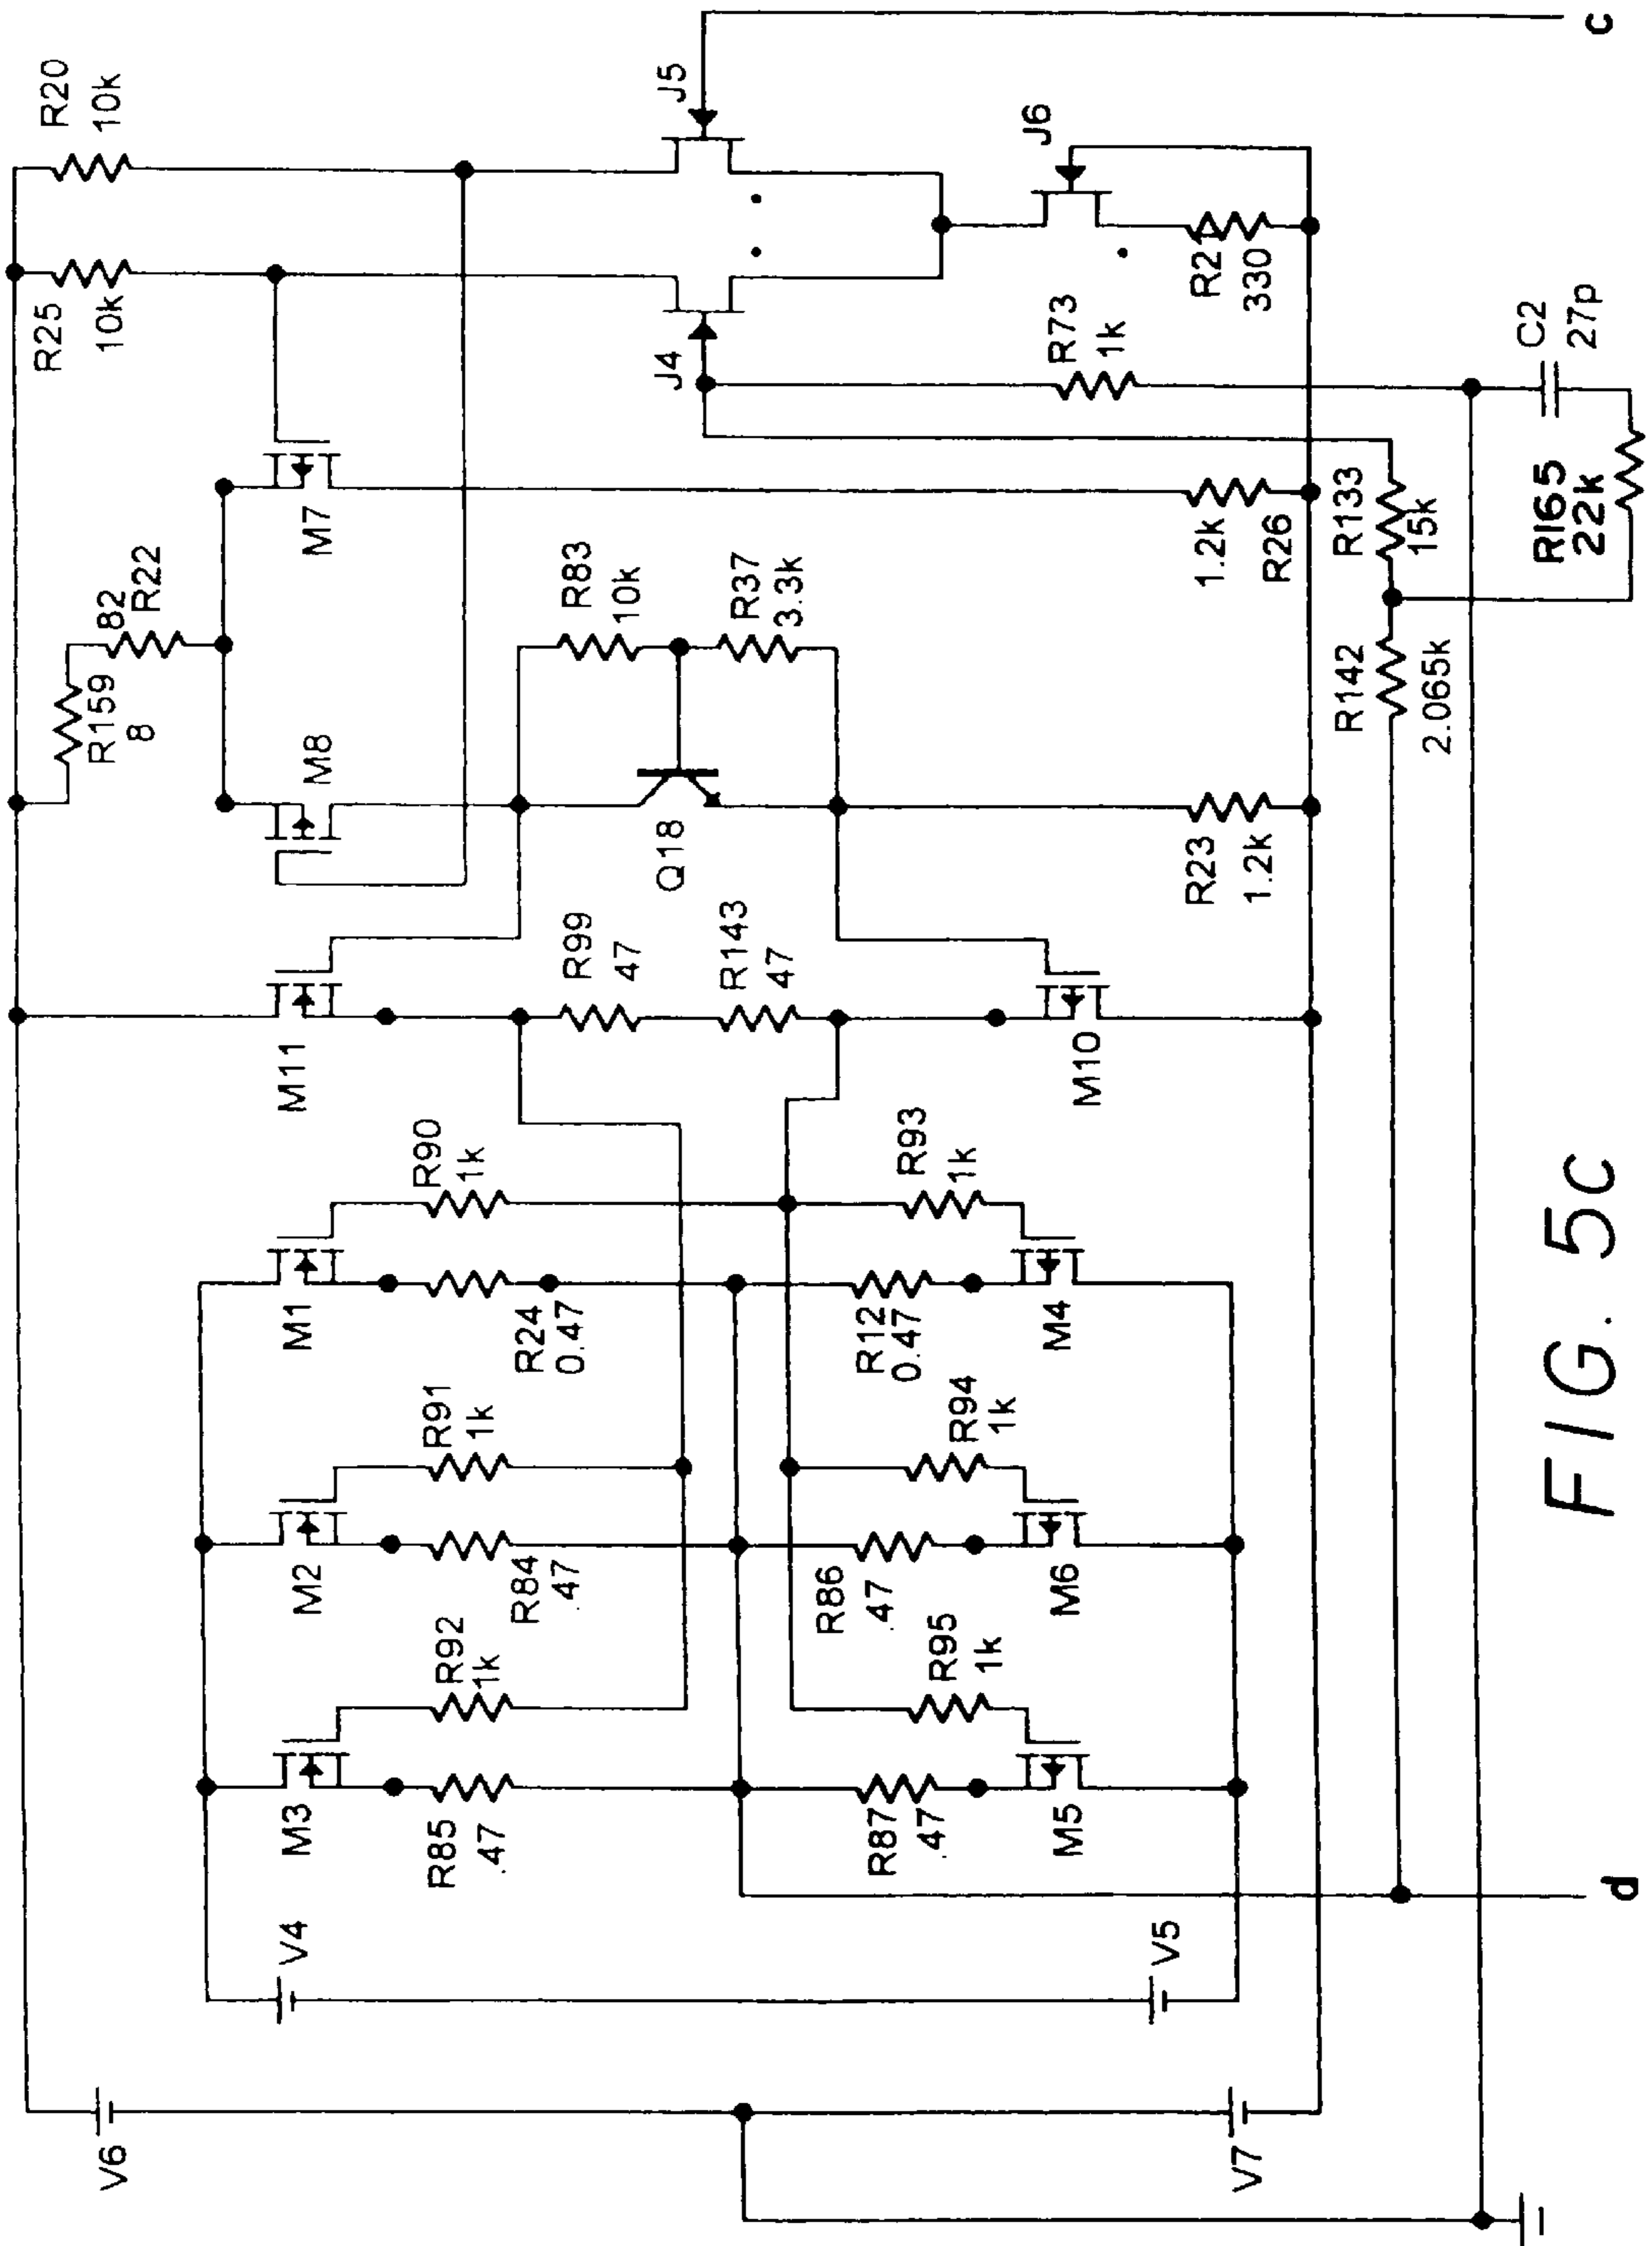 V6
V4
M3
R85
.47
R92
1k
M2
R84
.47
R91
1k
M1
R24
0.47
R90
1k
M11
R99
47
R143
47
M10
R159
8
82
R22
M8
M7
R25
10k
R20
10k
Q18
R83
10k
R37
3.3k
J4
J5
J6
R73
1k
R21
330
R23
1.2k
1.2k
R26
V7
V5
R87
.47
M5
R95
1k
R86
.47
M6
R94
1k
R12
0.47
M4
R93
1k
R142
2.065k
R133
15k
R165
22k
C2
27p
d
c
FIG. 5c